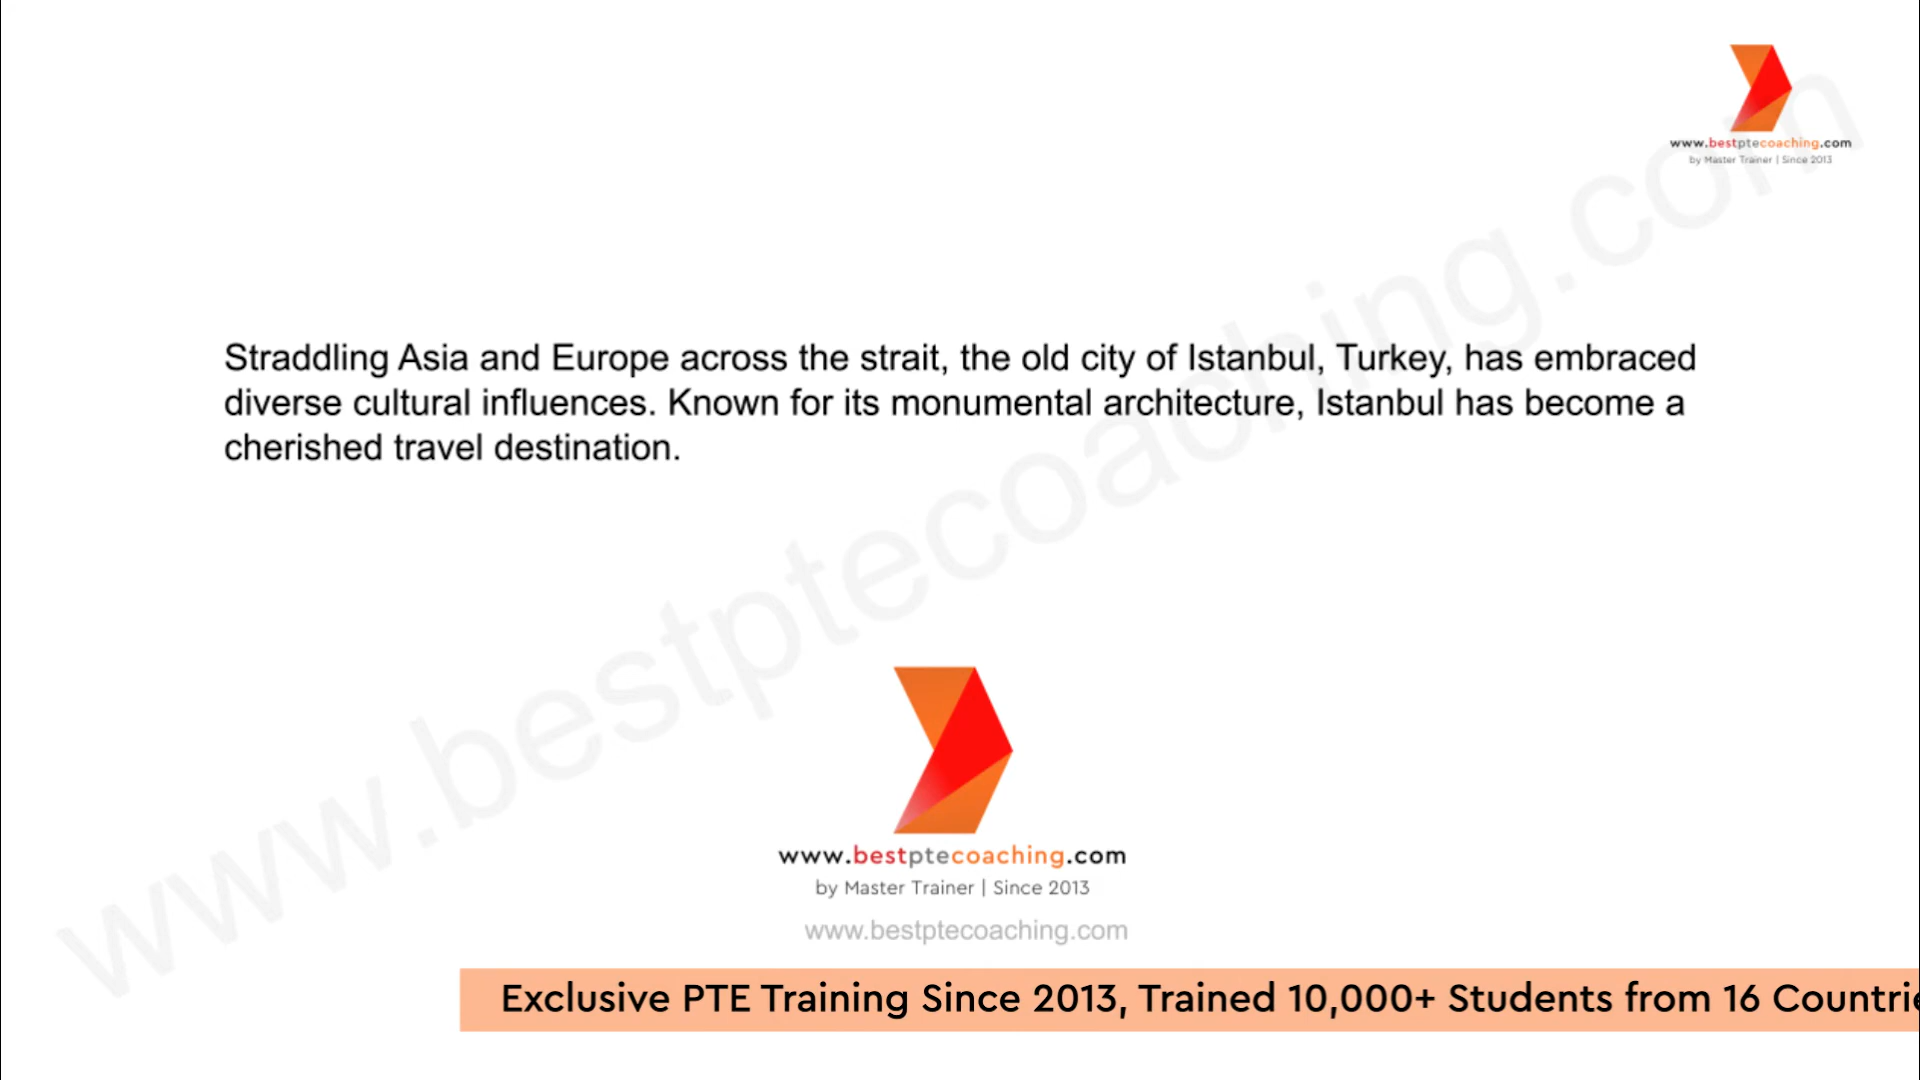 www.bestptecoaching.com
by Master Trainer | Since 2013
Straddling Asia and Europe across the strait, the old city of Istanbul, Turkey, has embraced
diverse cultural influences. Known for its monumental architecture, Istanbul has become a
cherished travel destination.
www.bestptecoaching.com
www.bestptecoaching.com
by Master Trainer | Since 2013
www.bestptecoaching.com
Exclusive PTE Training Since 2013, Trained 10,000+ Students from 16 Countrie